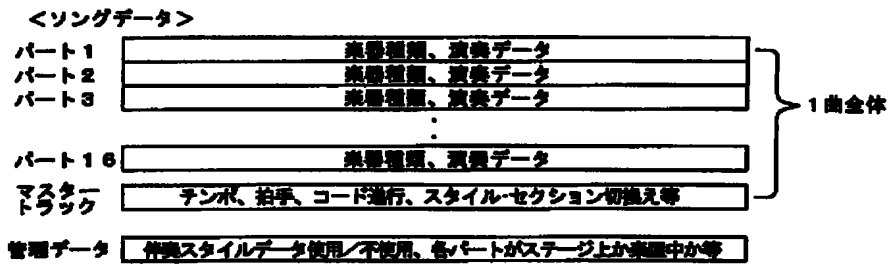 <ソングデータ>
パート1 楽器種類、演奏データ
パート2 楽器種類、演奏データ
パート3 楽器種類、演奏データ
1曲全体
パート16 楽器種類、演奏データ
マスタートラック テンポ、拍手、コード進行、スタイル・セクション切換え等
管理データ 伴奏スタイルデータ使用/不使用、各パートがステージ上か楽屋中か等